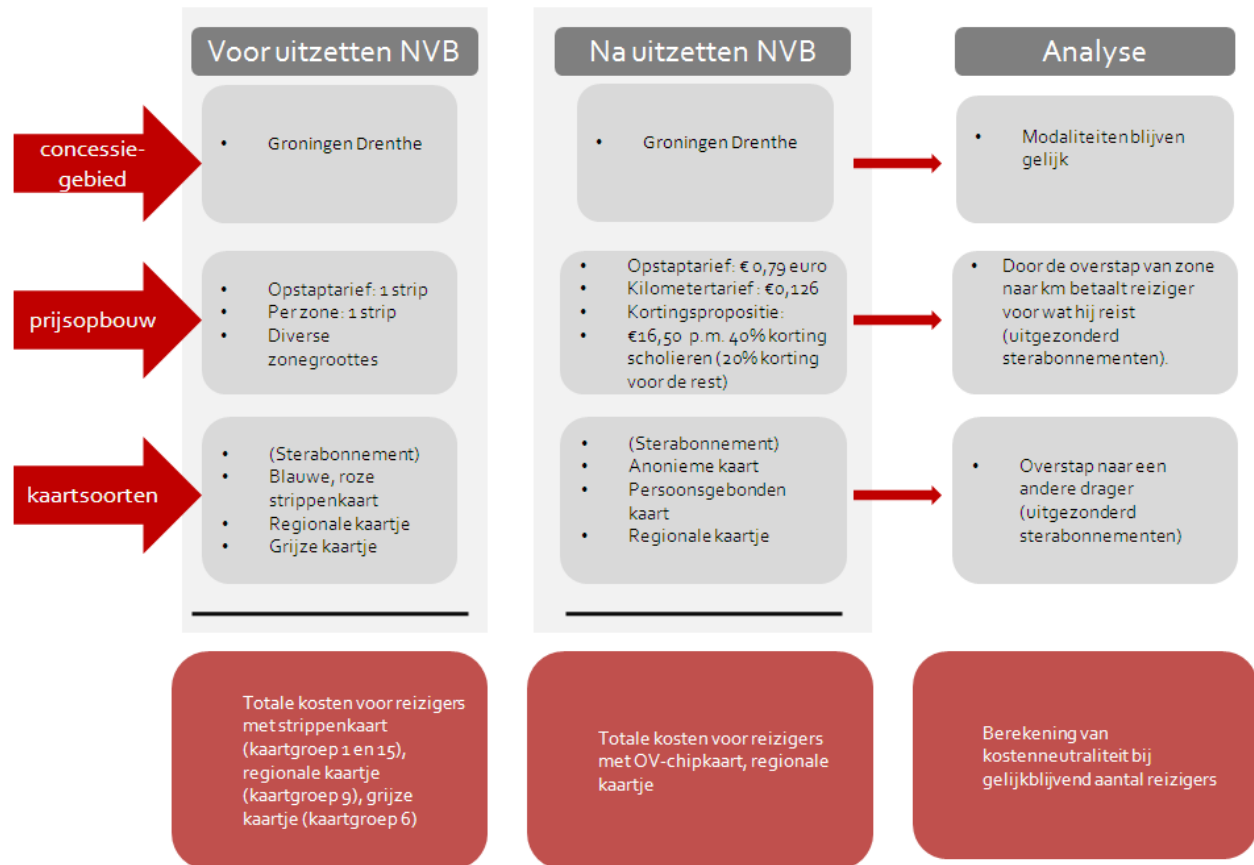 Voor uitzetten NVB
Na uitzetten NVB
Analyse
concessie-
gebied
• Groningen Drenthe
• Groningen Drenthe
• Modaliteiten blijven
gelijk
prijsopbouw
• Opstaptarief: 1 strip
• Per zone: 1 strip
• Diverse
zonegroottes
• Opstaptarief: € 0,79 euro
• Kilometertarief: €0,126
• Kortingspropositie:
• €16,50 p.m. 40% korting
scholieren (20% korting
voor de rest)
• Door de overstap van zone
naar km betaalt reiziger
voor wat hij reist
(uitgezonderd
sterabonnementen).
kaartsoorten
• (Sterabonnement)
• Blauwe, roze
strippenkaart
• Regionale kaartje
• Grijze kaartje
• (Sterabonnement)
• Anonieme kaart
• Persoonsgebonden
kaart
• Regionale kaartje
• Overstap naar een
andere drager
(uitgezonderd
sterabonnementen)
Totale kosten voor reizigers
met strippenkaart
(kaartgroep 1 en 15),
regionale kaartje
(kaartgroep 9), grijze
kaartje (kaartgroep 6)
Totale kosten voor reizigers
met OV-chipkaart, regionale
kaartje
Berekening van
kostenneutraliteit bij
gelijkblijvend aantal reizigers